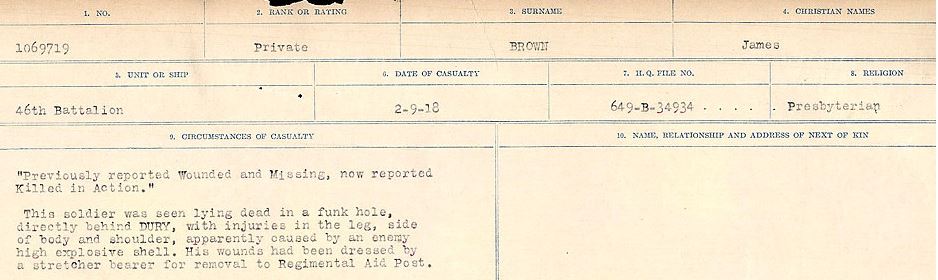 1. NO. 2. RANK OR RATING 3. SURNAME 4. CHRISTIAN NAMES
1069719 Private BROWN James
5. UNIT OR SHIP 6. DATE OF CASUALTY 7. H.Q. FILE NO. 8. RELIGION
46th Battalion 2-9-18 649-B-34934 . . . . . Presbyterian
9. CIRCUMSTANCES OF CASUALTY 10. NAME, RELATIONSHIP AND ADDRESS OF NEXT OF KIN
"Previously reported Wounded and Missing, now reported
Killed in Action."
This soldier was seen lying dead in a funk hole,
directly behind DURY, with injuries in the leg, side
of body and shoulder, apparently caused by an enemy
high explosive shell. His wounds had been dressed by
a stretcher bearer for removal to Regimental Aid Post.